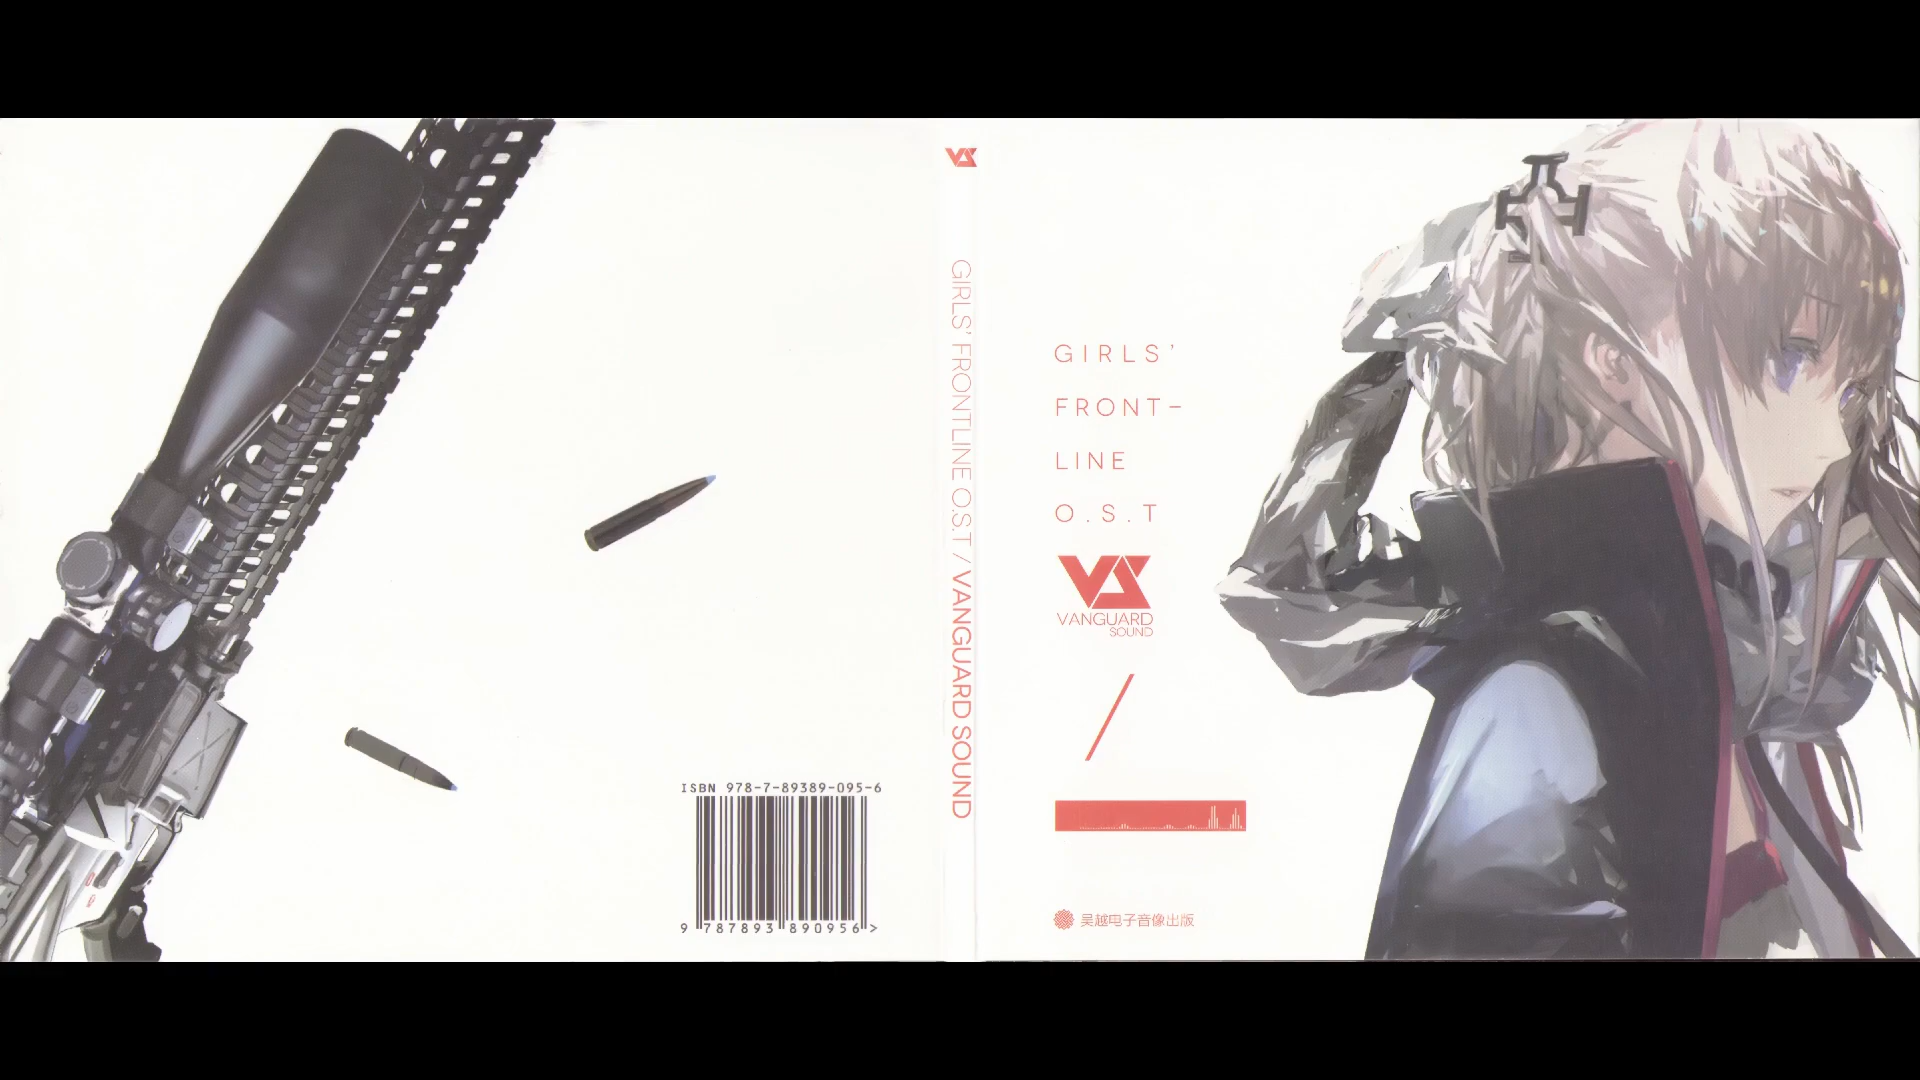 ISBN 978-7-89389-095-6
9 787893 890956 >
VS
GIRLS' FRONTLINE O.S.T / VANGUARD SOUND
GIRLS'
FRONT-
LINE
O.S.T
VS
VANGUARD
SOUND
/
吴越电子音像出版